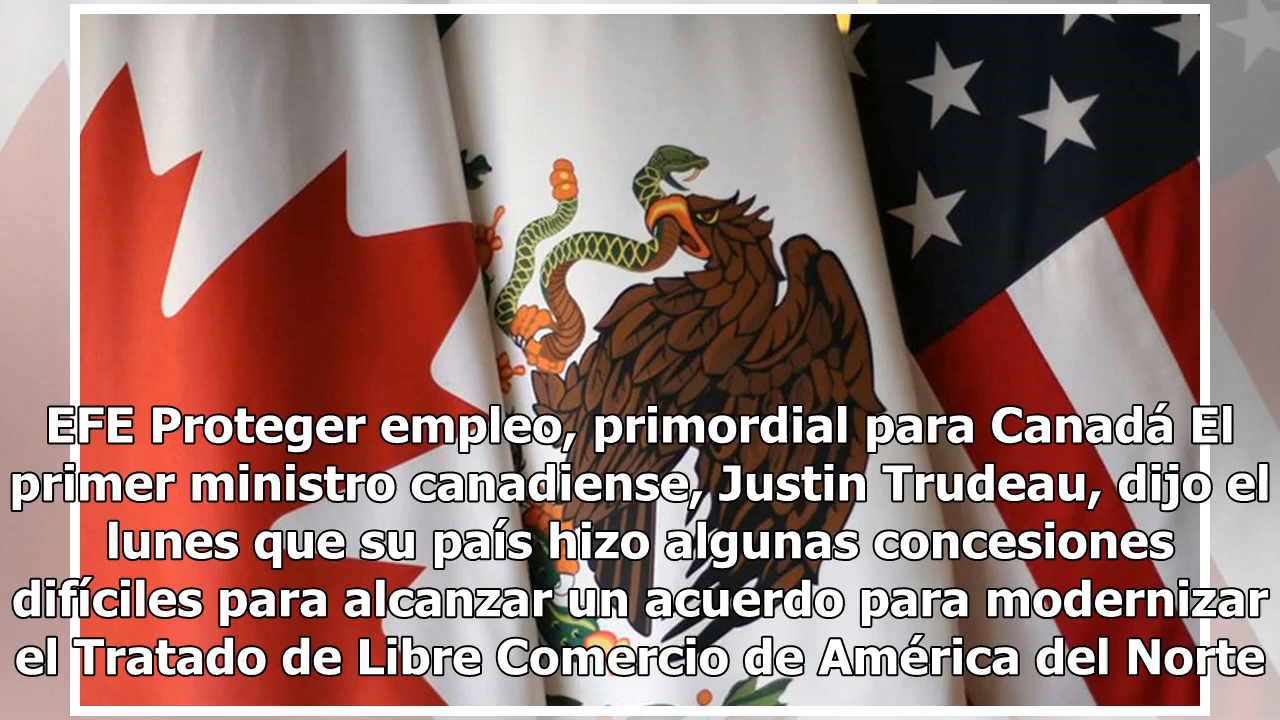 EFE Proteger empleo, primordial para Canadá El
primer ministro canadiense, Justin Trudeau, dijo el
lunes que su país hizo algunas concesiones
difíciles para alcanzar un acuerdo para modernizar
el Tratado de Libre Comercio de América del Norte